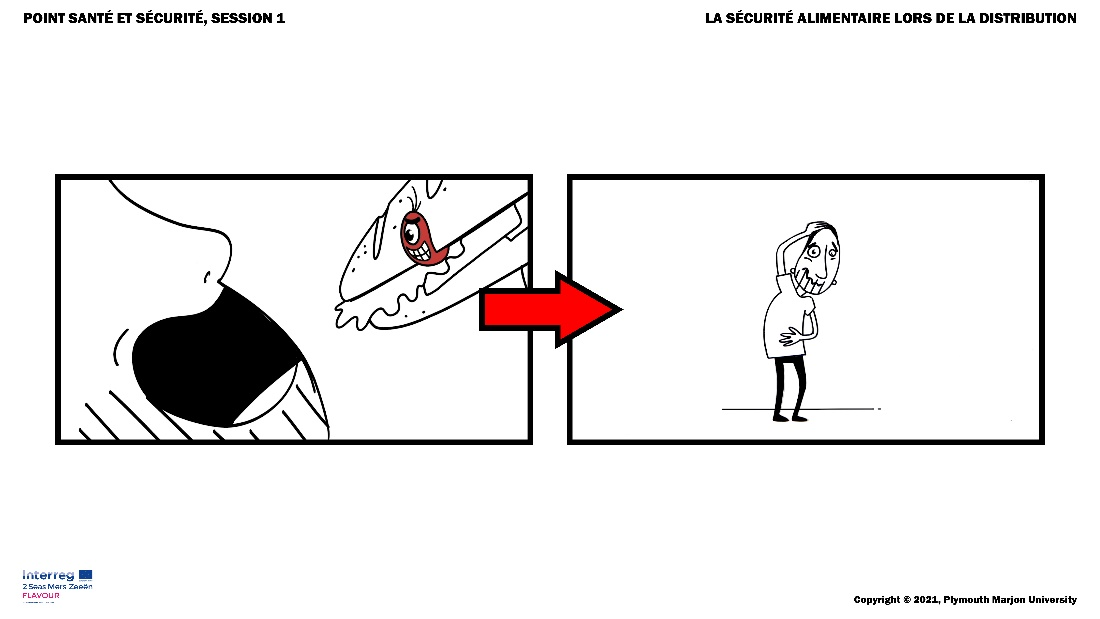 POINT SANTÉ ET SÉCURITÉ, SESSION 1
LA SÉCURITÉ ALIMENTAIRE LORS DE LA DISTRIBUTION
Interreg
2 Seas Mers Zeeën
FLAVOUR
Copyright © 2021, Plymouth Marjon University